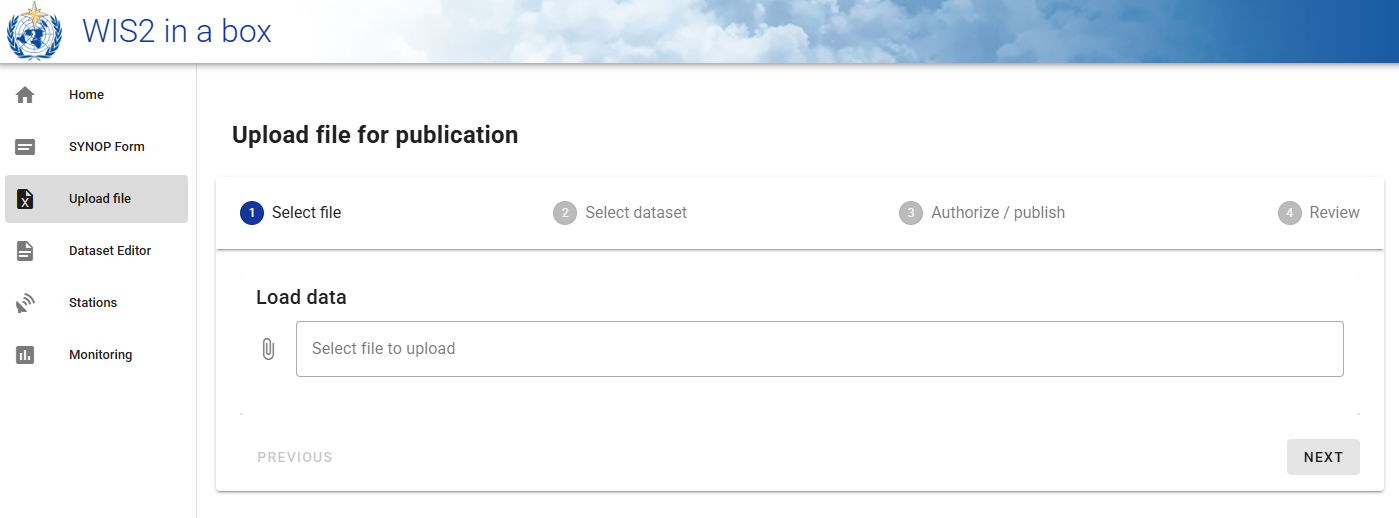 WIS2 in a box
Home
SYNOP Form
Upload file
Dataset Editor
Stations
Monitoring
Upload file for publication
1 Select file
2 Select dataset
3 Authorize / publish
4 Review
Load data
Select file to upload
PREVIOUS
NEXT